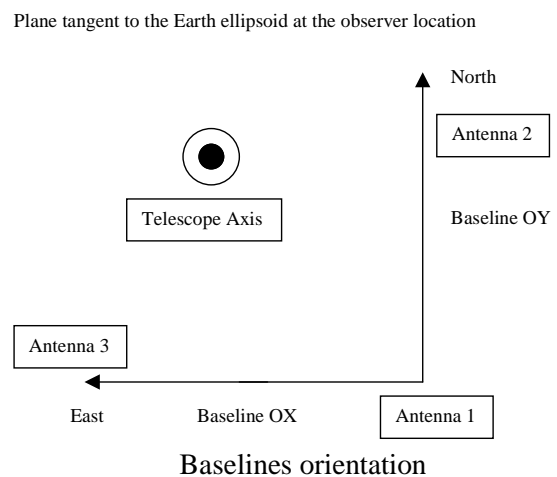 Plane tangent to the Earth ellipsoid at the observer location
North
Antenna 2
Telescope Axis
Baseline OY
Antenna 3
East
Baseline OX
Antenna 1
Baselines orientation